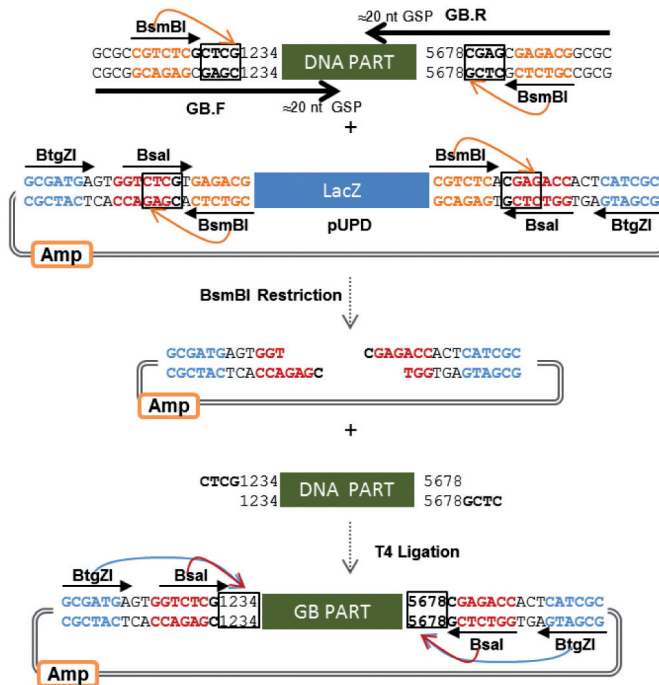 ≈20 nt GSP GB.R
BsmBI
GCGCCGTCTCGCTCG1234 DNA PART 5678CGAGCGAGACGGCGC
CGCGGCAGAGCGAGC1234 5678GCTCGCTCTGCCGCG
GB.F ≈20 nt GSP BsmBI
+
BtgZI BsaI BsmBI
GCGATGAGTGGTCTCGTGAGACG LacZ CGTCTCACGAGACCACTCATCGC
CGCTACTCACCAGAGCACTCTGC GCAGAGTGCTCTGGTGAGTAGCG
BsmBI pUPD BsaI BtgZI
Amp
BsmBI Restriction
GCGATGAGTGGT CGAGACCACTCATCGC
CGCTACTCACCAGAGC TGGTGAGTAGCG
Amp
+
CTCG1234 DNA PART 5678
1234 5678GCTC
T4 Ligation
BtgZI BsaI
GCGATGAGTGGTCTCG1234 GB PART 5678CGAGACCACTCATCGC
CGCTACTCACCAGAGC1234 5678GCTCTGGTGAGTAGCG
BsaI BtgZI
Amp